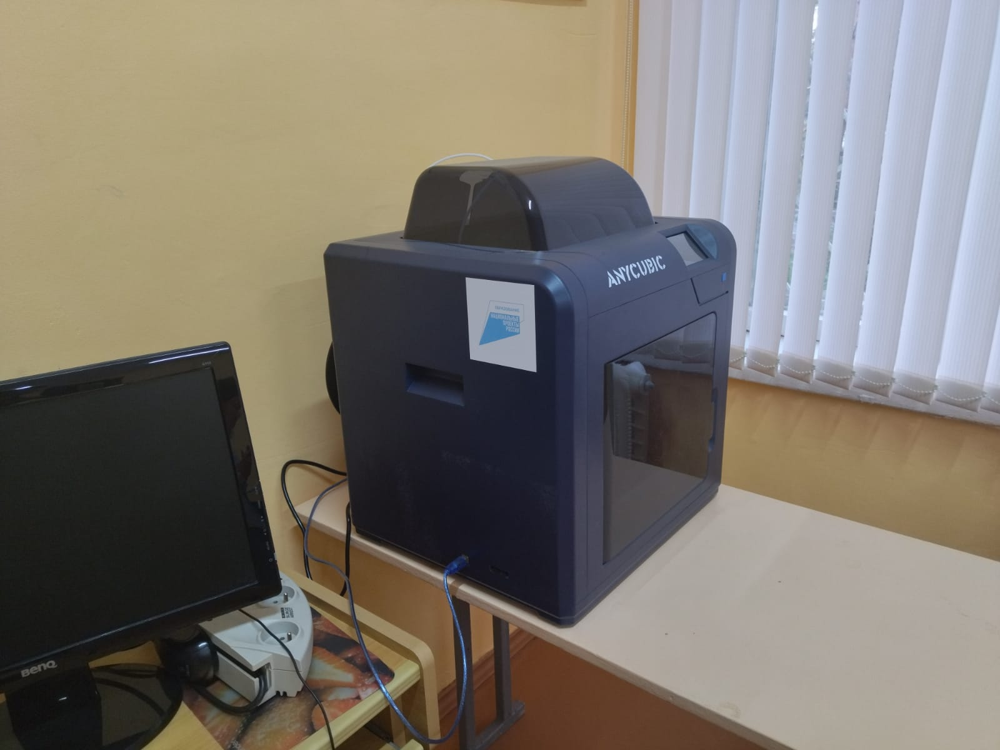 ANYCUBIC
ОБРАЗОВАНИЕ
НАЦИОНАЛЬНЫЕ
ПРОЕКТЫ
РОССИИ
BenQ